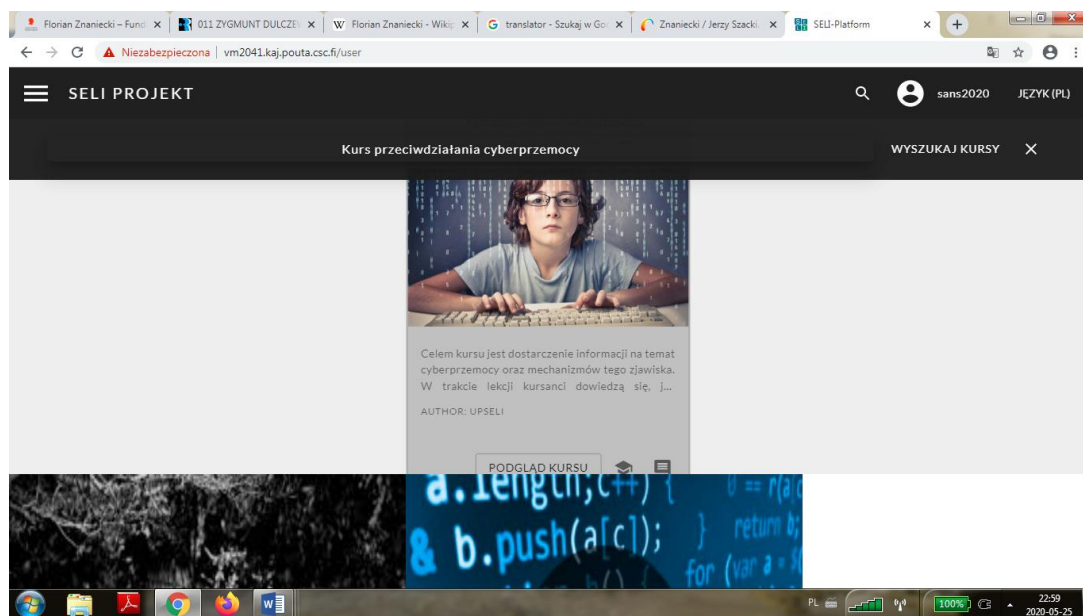 Florian Znaniecki – Fund
011 ZYGMUNT DULCZE
Florian Znaniecki - Wikip
translator - Szukaj w Goo
Znaniecki / Jerzy Szacki.
SELI-Platform
Niezabezpieczona | vm2041.kaj.pouta.csc.fi/user
SELI PROJEKT
sans2020
JĘZYK (PL)
Kurs przeciwdziałania cyberprzemocy
WYSZUKAJ KURSY
Celem kursu jest dostarczenie informacji na temat
cyberprzemocy oraz mechanizmów tego zjawiska.
W trakcie lekcji kursanci dowiedzą się, j...
AUTHOR: UPSELI
PODGLĄD KURSU
a.length;c++) {
& b.push(a[c]);
}
return b;
for (var a =
PL
100%
22:59
2020-05-25